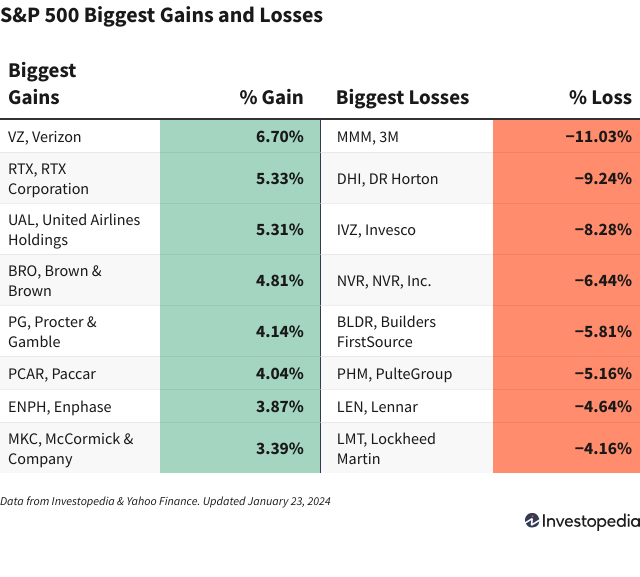 S&P 500 Biggest Gains and Losses
Biggest
Gains
% Gain
Biggest Losses
% Loss
VZ, Verizon
6.70%
MMM, 3M
−11.03%
RTX, RTX
Corporation
5.33%
DHI, DR Horton
−9.24%
UAL, United Airlines
Holdings
5.31%
IVZ, Invesco
−8.28%
BRO, Brown &
Brown
4.81%
NVR, NVR, Inc.
−6.44%
PG, Procter &
Gamble
4.14%
BLDR, Builders
FirstSource
−5.81%
PCAR, Paccar
4.04%
PHM, PulteGroup
−5.16%
ENPH, Enphase
3.87%
LEN, Lennar
−4.64%
MKC, McCormick &
Company
3.39%
LMT, Lockheed
Martin
−4.16%
Data from Investopedia & Yahoo Finance. Updated January 23, 2024
Investopedia